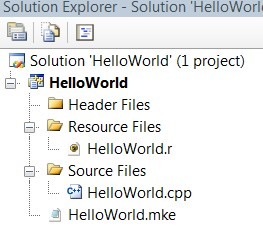 Solution Explorer - Solution 'HelloWorl
Solution 'HelloWorld' (1 project)
HelloWorld
Header Files
Resource Files
HelloWorld.r
Source Files
HelloWorld.cpp
HelloWorld.mke